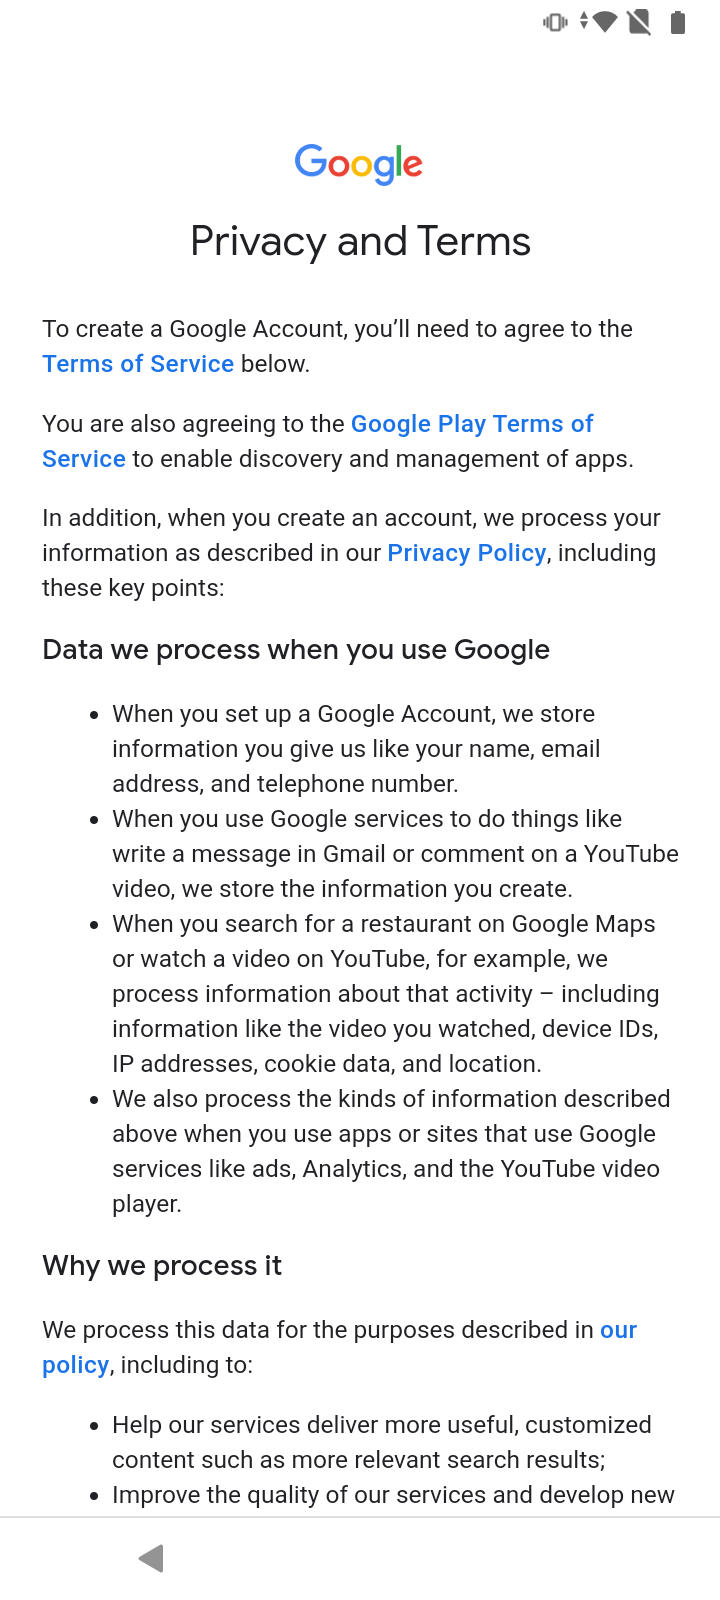 Google
Privacy and Terms
To create a Google Account, you’ll need to agree to the
Terms of Service below.
You are also agreeing to the Google Play Terms of
Service to enable discovery and management of apps.
In addition, when you create an account, we process your
information as described in our Privacy Policy, including
these key points:
Data we process when you use Google
• When you set up a Google Account, we store
information you give us like your name, email
address, and telephone number.
• When you use Google services to do things like
write a message in Gmail or comment on a YouTube
video, we store the information you create.
• When you search for a restaurant on Google Maps
or watch a video on YouTube, for example, we
process information about that activity – including
information like the video you watched, device IDs,
IP addresses, cookie data, and location.
• We also process the kinds of information described
above when you use apps or sites that use Google
services like ads, Analytics, and the YouTube video
player.
Why we process it
We process this data for the purposes described in our
policy, including to:
• Help our services deliver more useful, customized
content such as more relevant search results;
• Improve the quality of our services and develop new